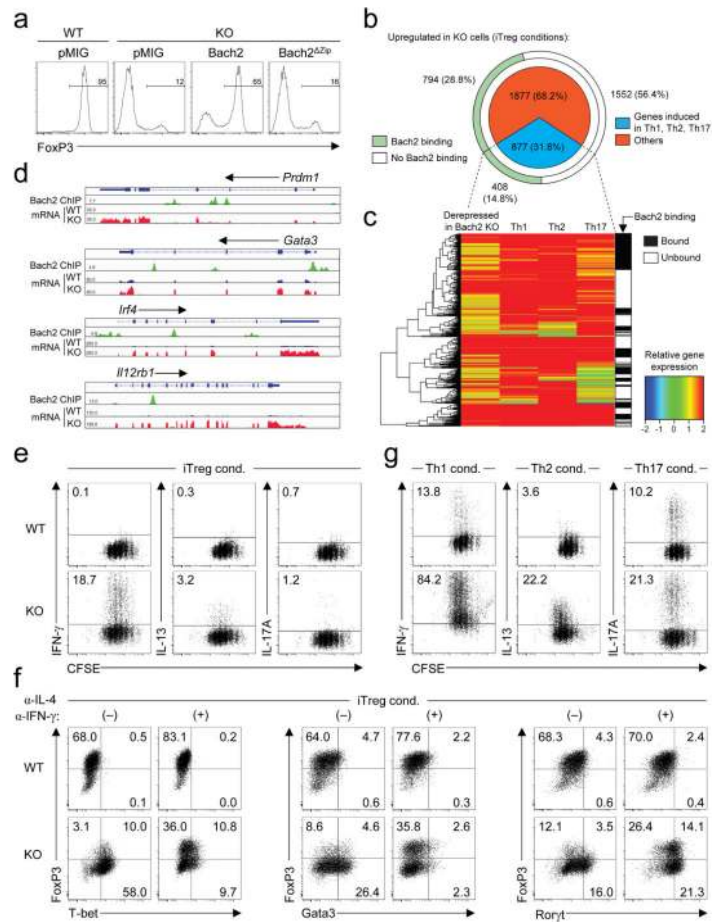 a
WT
KO
pMIG
pMIG
Bach2
Bach2ΔZip
95
12
65
FoxP3
b
Upregulated in KO cells (iTreg conditions)
794 (28.8%)
1877 (68.2%)
1552 (56.4%)
877 (31.8%)
408
(14.8%)
Bach2 binding
No Bach2 binding
Genes induced
in Th1, Th2, Th17
Others
d
Prdm1
Bach2 ChIP
mRNA
WT
KO
Gata3
Bach2 ChIP
mRNA
WT
KO
Irf4
Bach2 ChIP
mRNA
WT
KO
Il12rb1
Bach2 ChIP
mRNA
WT
KO
c
Derepressed
in Bach2 KO
Th1
Th2
Th17
Bach2 binding
Bound
Unbound
Relative gene
expression
-2 -1 0 1 2
e
iTreg cond.
WT
0.1
0.3
0.7
KO
18.7
3.2
1.2
IFN-γ
IL-13
IL-17A
CFSE
g
Th1 cond.
Th2 cond.
Th17 cond.
WT
13.8
3.6
10.2
KO
84.2
22.2
21.3
IFN-γ
IL-13
IL-17A
CFSE
f
α-IL-4
α-IFN-γ:
iTreg cond.
(–) (+) (–) (+) (–) (+)
WT
68.0 0.5 83.1 0.2
0.1 0.0
64.0 4.7 77.6 2.2
0.6 0.3
68.3 4.3 70.0 2.4
0.6 0.4
KO
3.1 10.0 36.0 10.8
58.0 9.7
8.6 4.6 35.8 2.6
26.4 2.3
12.1 3.5 26.4 14.1
16.0 21.3
FoxP3
FoxP3
FoxP3
T-bet
Gata3
Rorγt